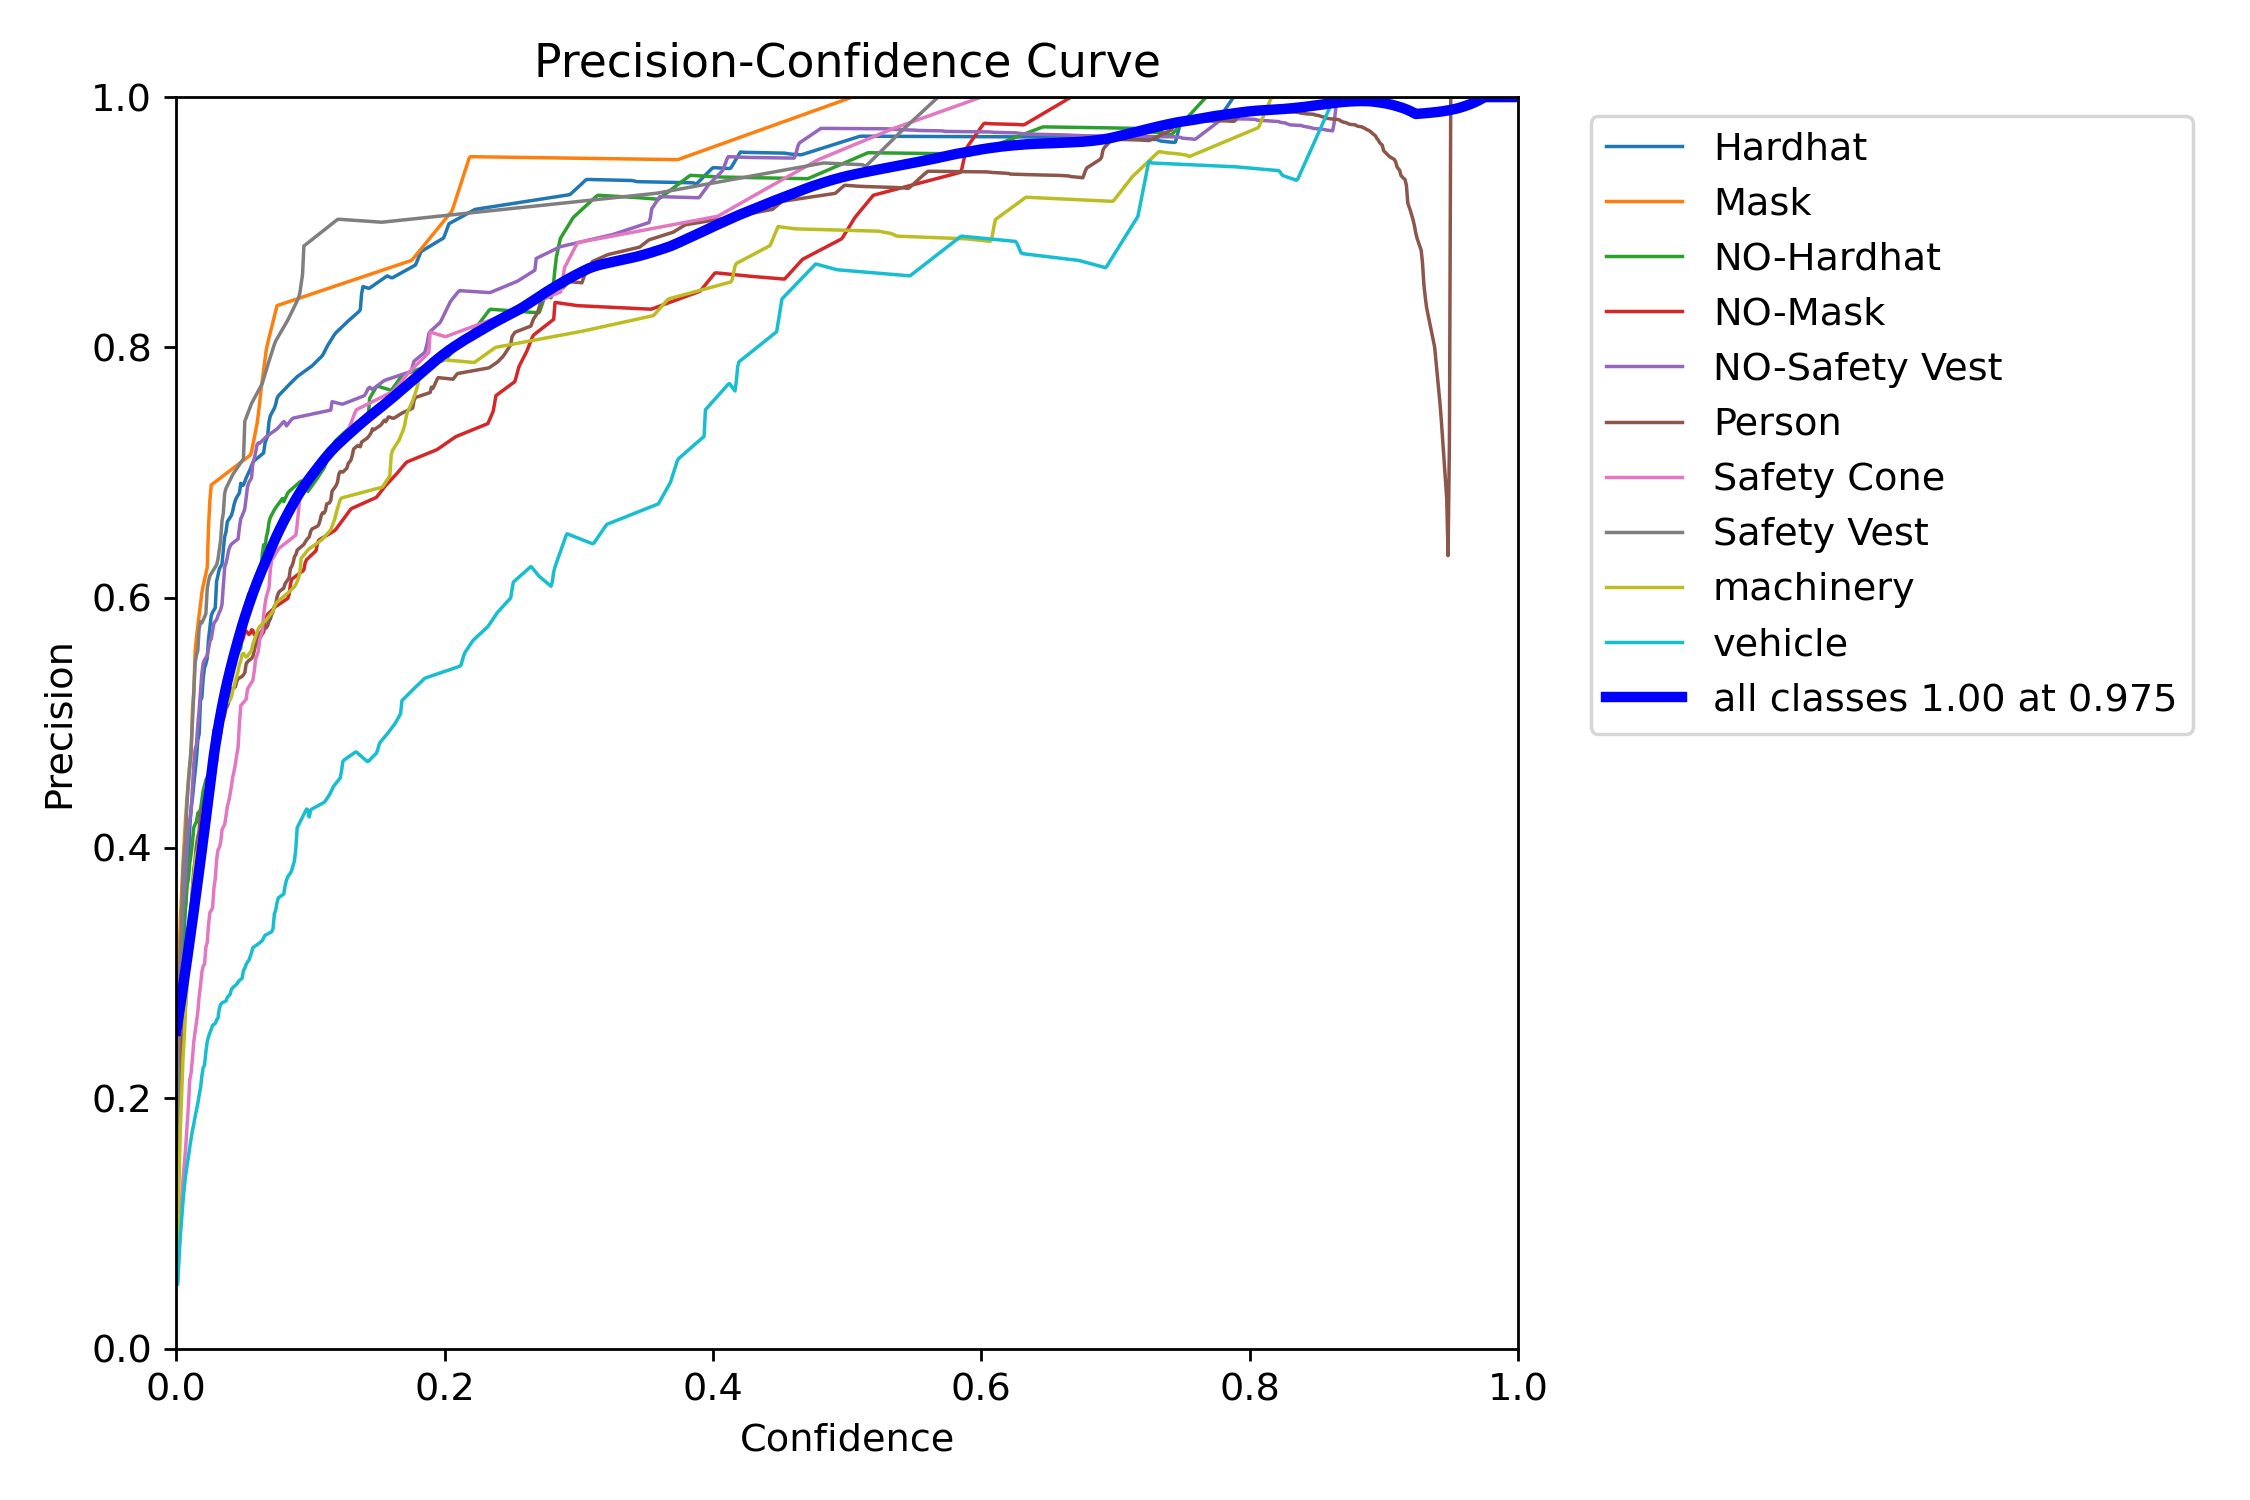 Precision-Confidence Curve
1.0
0.8
0.6
0.4
0.2
0.0
Precision
0.0 0.2 0.4 0.6 0.8 1.0
Confidence
Hardhat
Mask
NO-Hardhat
NO-Mask
NO-Safety Vest
Person
Safety Cone
Safety Vest
machinery
vehicle
all classes 1.00 at 0.975